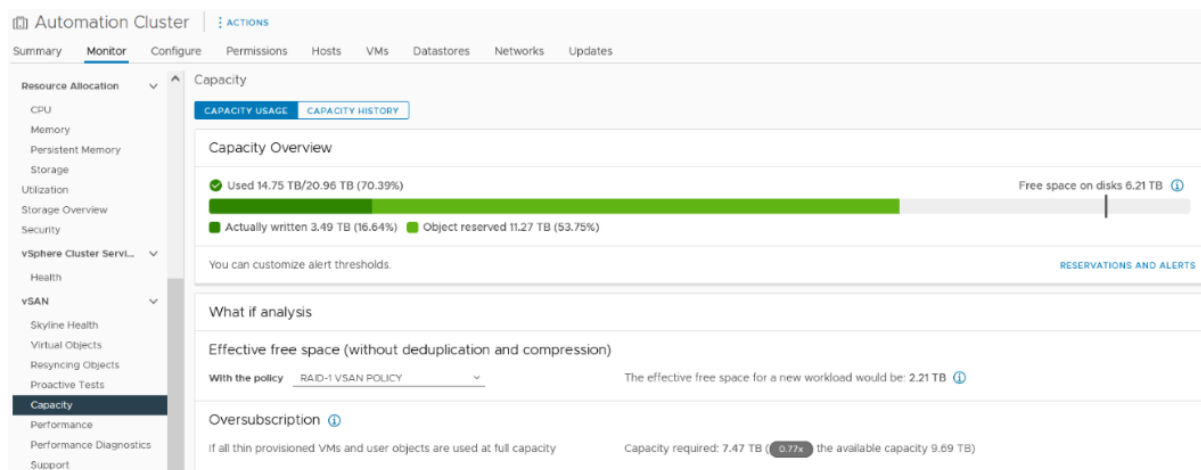 Automation Cluster ACTIONS
Summary Monitor Configure Permissions Hosts VMs Datastores Networks Updates
Resource Allocation
CPU
Memory
Persistent Memory
Storage
Utilization
Storage Overview
Security
vSphere Cluster Servi...
Health
vSAN
Skyline Health
Virtual Objects
Resyncing Objects
Proactive Tests
Capacity
Performance
Performance Diagnostics
Support
Capacity
CAPACITY USAGE CAPACITY HISTORY
Capacity Overview
Used 14.75 TB/20.96 TB (70.39%) Free space on disks 6.21 TB
Actually written 3.49 TB (16.64%) Object reserved 11.27 TB (53.75%)
You can customize alert thresholds. RESERVATIONS AND ALERTS
What if analysis
Effective free space (without deduplication and compression)
With the policy RAID-1 VSAN POLICY The effective free space for a new workload would be: 2.21 TB
Oversubscription
If all thin provisioned VMs and user objects are used at full capacity Capacity required: 7.47 TB ( 0.77x the available capacity 9.69 TB)